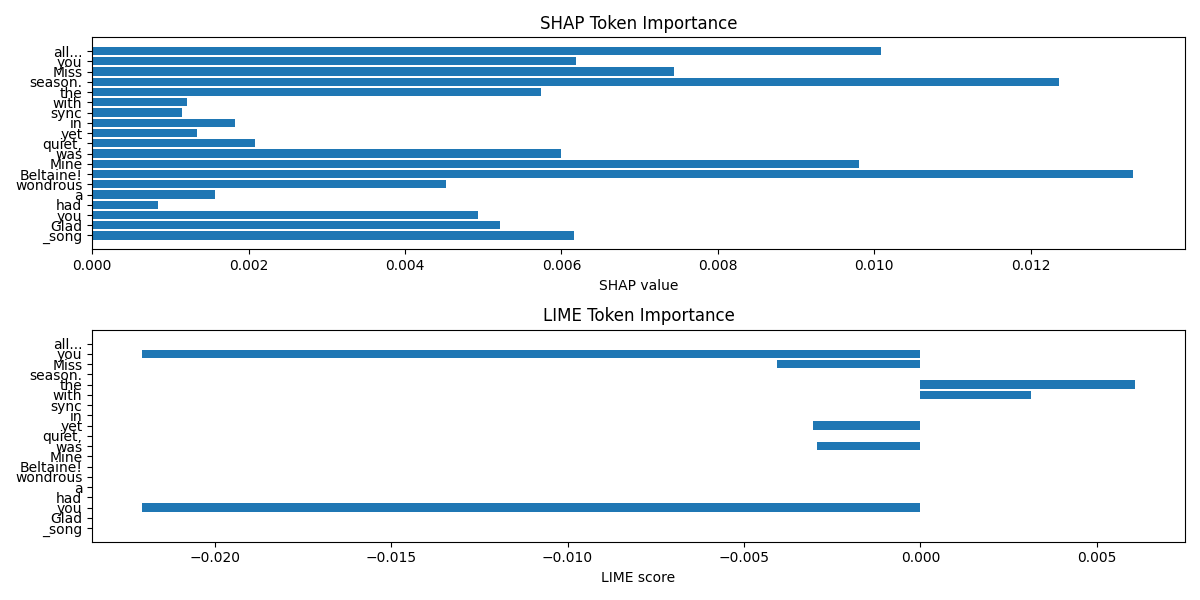 SHAP Token Importance
all...
you
Miss
season.
the
with
sync
in
yet
quiet,
was
Mine
Beltaine!
wondrous
a
had
you
Glad
_song
0.000 0.002 0.004 0.006 0.008 0.010 0.012
SHAP value
LIME Token Importance
all...
you
Miss
season.
the
with
sync
in
yet
quiet,
was
Mine
Beltaine!
wondrous
a
had
you
Glad
_song
−0.020 −0.015 −0.010 −0.005 0.000 0.005
LIME score